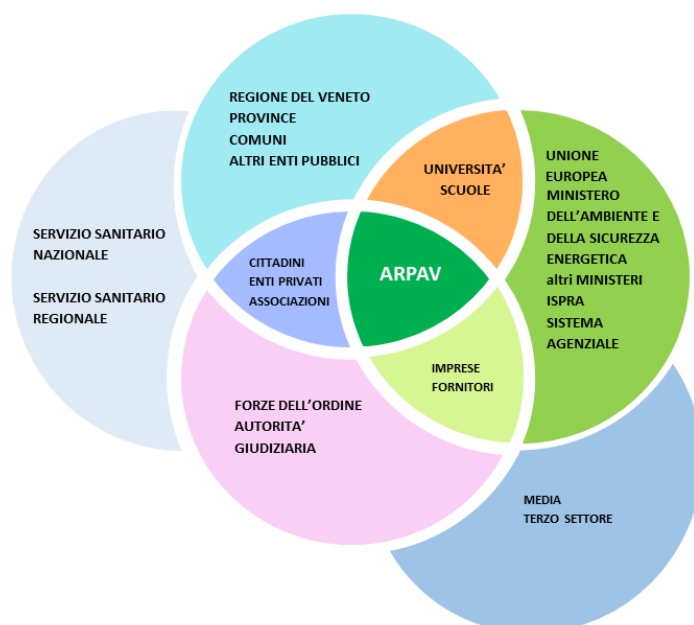 REGIONE DEL VENETO
PROVINCE
COMUNI
ALTRI ENTI PUBBLICI
UNIVERSITA'
SCUOLE
UNIONE
EUROPEA
MINISTERO
DELL'AMBIENTE E
DELLA SICUREZZA
ENERGETICA
altri MINISTERI
ISPRA
SISTEMA
AGENZIALE
SERVIZIO SANITARIO
NAZIONALE
SERVIZIO SANITARIO
REGIONALE
CITTADINI
ENTI PRIVATI
ASSOCIAZIONI
ARPAV
IMPRESE
FORNITORI
FORZE DELL'ORDINE
AUTORITA'
GIUDIZIARIA
MEDIA
TERZO SETTORE